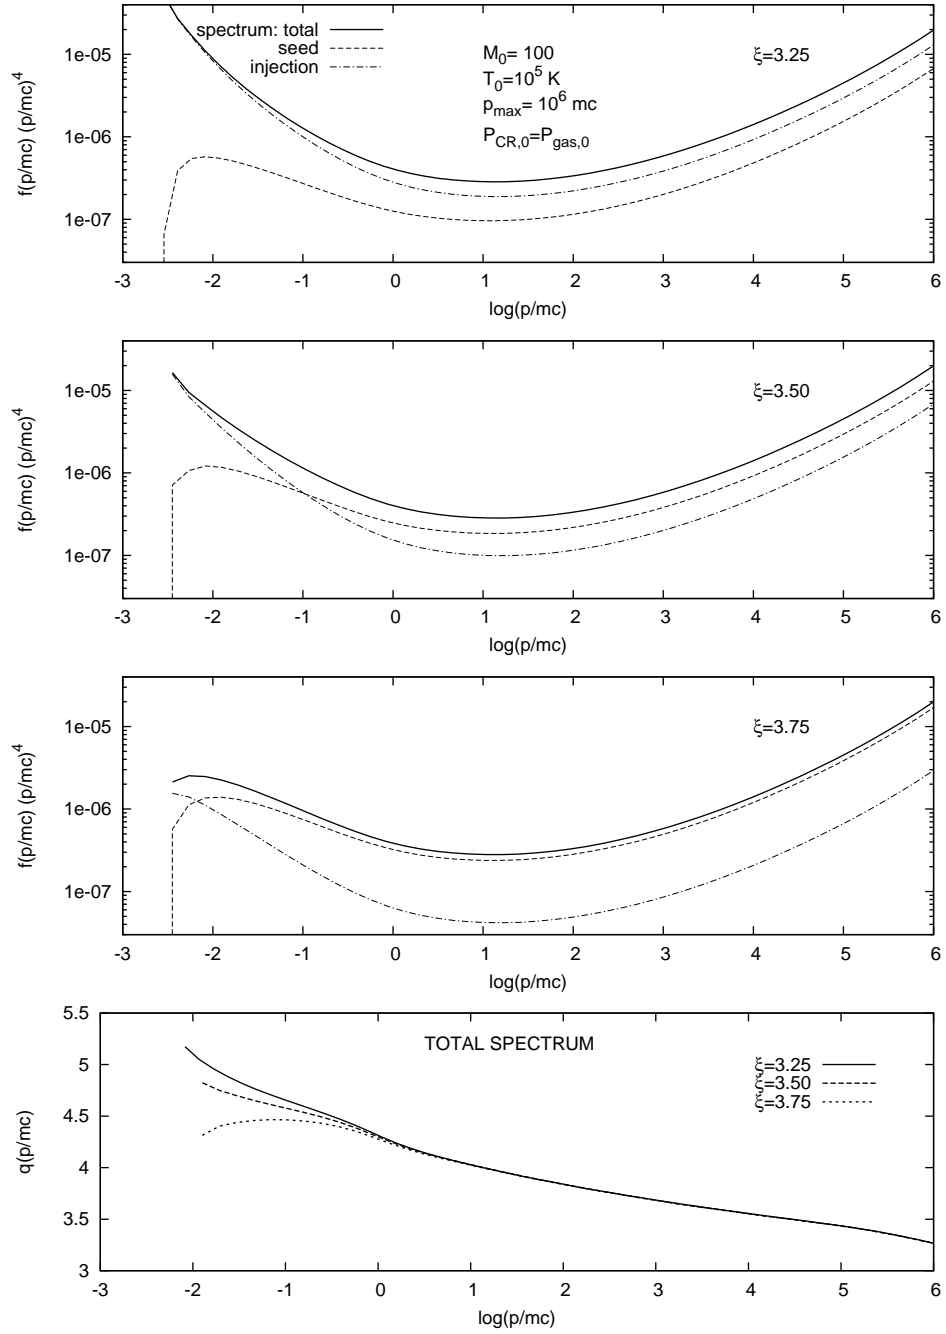 spectrum: total
seed
injection
M0= 100
T0=10^5 K
pmax= 10^6 mc
PCR,0=Pgas,0
ξ=3.25
f(p/mc) (p/mc)^4
1e-05
1e-06
1e-07
-3 -2 -1 0 1 2 3 4 5 6
log(p/mc)
ξ=3.50
f(p/mc) (p/mc)^4
1e-05
1e-06
1e-07
-3 -2 -1 0 1 2 3 4 5 6
log(p/mc)
ξ=3.75
f(p/mc) (p/mc)^4
1e-05
1e-06
1e-07
-3 -2 -1 0 1 2 3 4 5 6
log(p/mc)
TOTAL SPECTRUM
ξ=3.25
ξ=3.50
ξ=3.75
q(p/mc)
5.5
5
4.5
4
3.5
3
-3 -2 -1 0 1 2 3 4 5 6
log(p/mc)